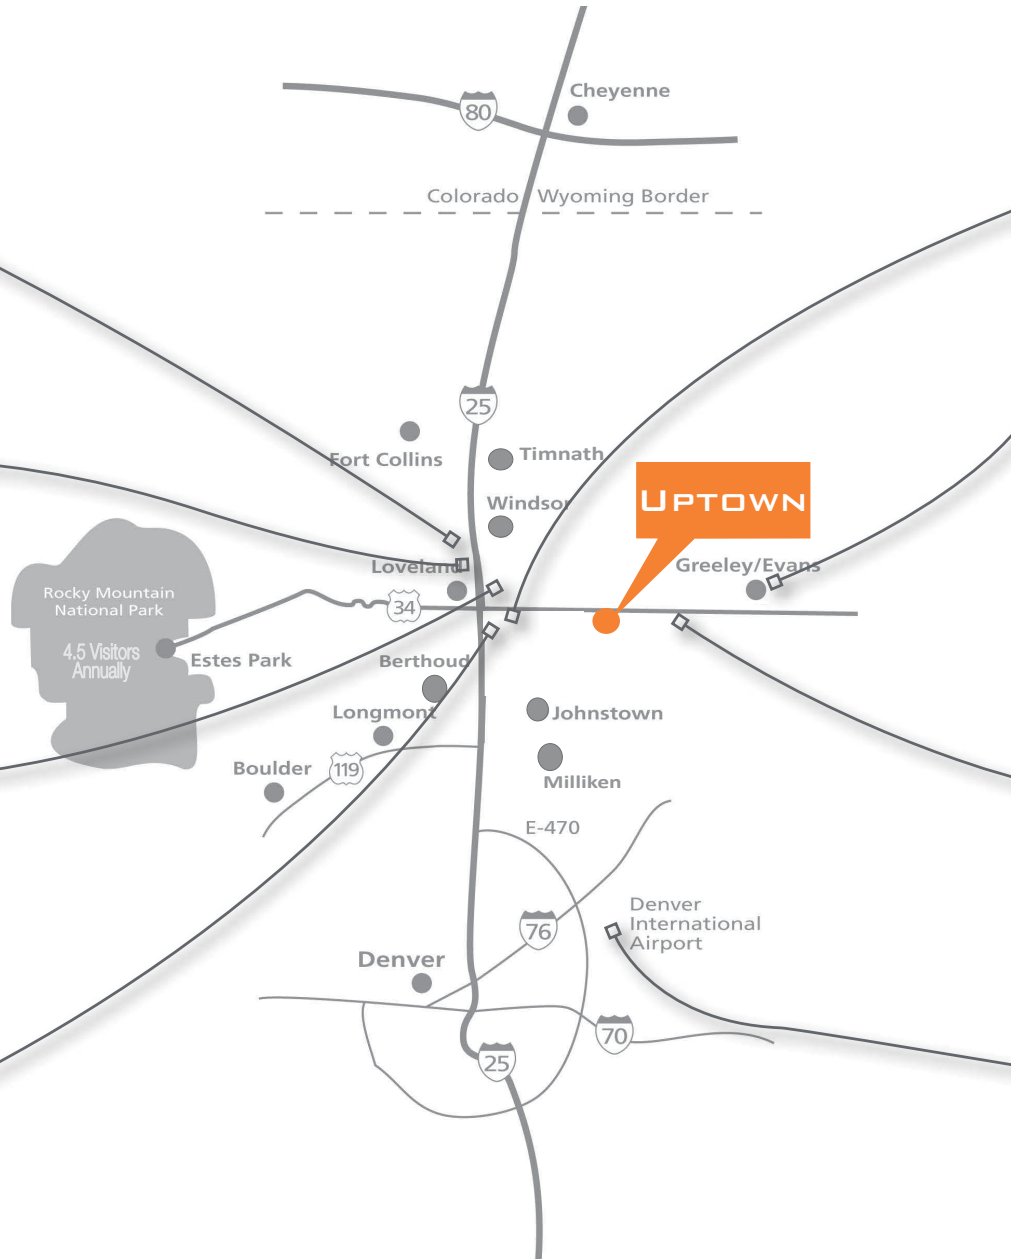 Cheyenne
80
Colorado Wyoming Border
25
Fort Collins
Timnath
UPTOWN
Windsor
Loveland
Greeley/Evans
Rocky Mountain
National Park
34
4.5 Visitors
Annually
Estes Park
Berthoud
Longmont
Johnstown
Boulder
119
Milliken
E-470
Denver
International
Airport
76
Denver
70
25